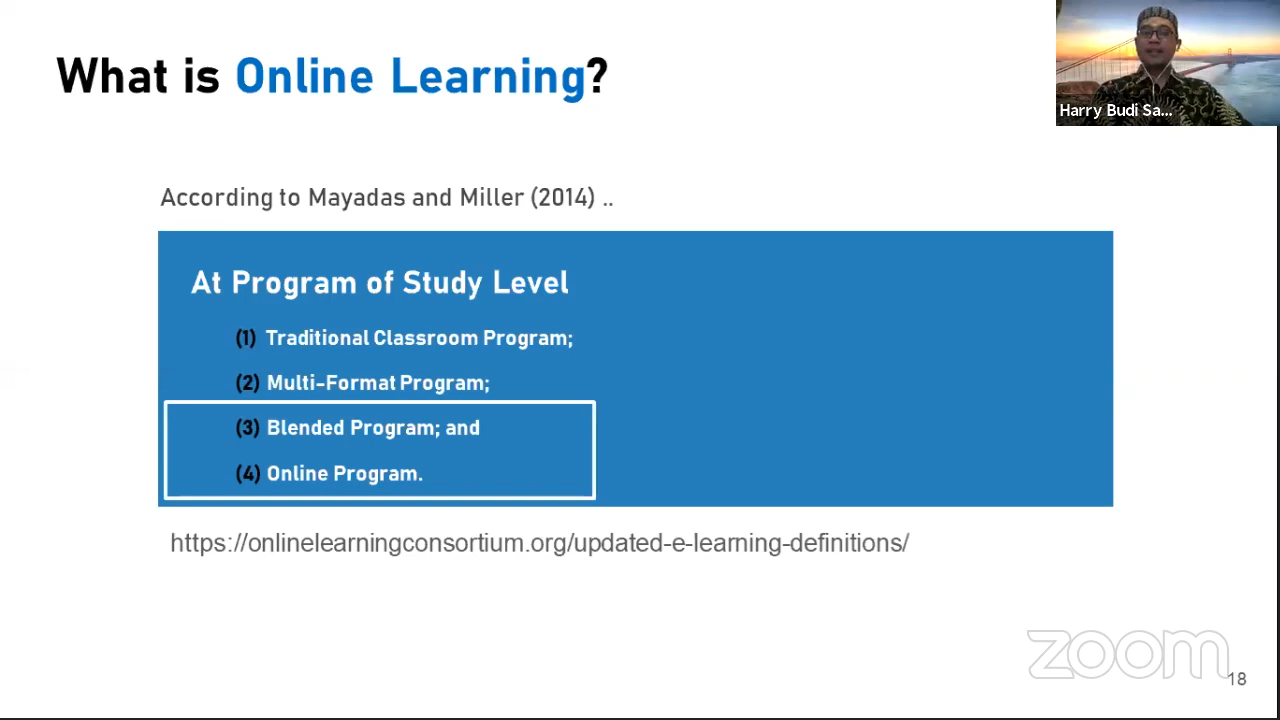 What is Online Learning?
Harry Budi Sa...
According to Mayadas and Miller (2014) ..
At Program of Study Level
(1) Traditional Classroom Program;
(2) Multi-Format Program;
(3) Blended Program; and
(4) Online Program.
https://onlinelearningconsortium.org/updated-e-learning-definitions/
zoom
18